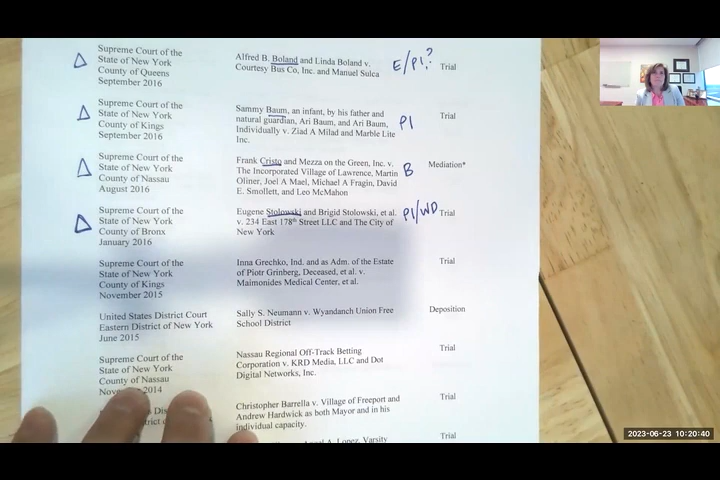 Supreme Court of the
State of New York
County of Queens
September 2016
Alfred B. Boland and Linda Boland v.
Courtesy Bus Co, Inc. and Manuel Sulca
E/PI?
Trial
Supreme Court of the
State of New York
County of Kings
September 2016
Sammy Baum, an infant, by his father and
natural guardian, Ari Baum, and Ari Baum,
Individually v. Ziad A Milad and Marble Lite
Inc.
PI
Trial
Supreme Court of the
State of New York
County of Nassau
August 2016
Frank Cristo and Mezza on the Green, Inc. v.
The Incorporated Village of Lawrence, Martin
Oliner, Joel A Mael, Michael A Fragin, David
E. Smollett, and Leo McMahon
B
Mediation*
Supreme Court of the
State of New York
County of Bronx
January 2016
Eugene Stolowski and Brigid Stolowski, et al.
v. 234 East 178th Street LLC and The City of
New York
PI/WD
Trial
Supreme Court of the
State of New York
County of Kings
November 2015
Inna Grechko, Ind. and as Adm. of the Estate
of Piotr Grinberg, Deceased, et al. v.
Maimonides Medical Center, et al.
Trial
United States District Court
Eastern District of New York
June 2015
Sally S. Neumann v. Wyandanch Union Free
School District
Deposition
Supreme Court of the
State of New York
County of Nassau
2014
Nassau Regional Off-Track Betting
Corporation v. KRD Media, LLC and Dot
Digital Networks, Inc.
Trial
Christopher Barrella v. Village of Freeport and
Andrew Hardwick as both Mayor and in his
individual capacity.
Trial
Lopez, Varsity
Trial
2023-06-23 10:20:40